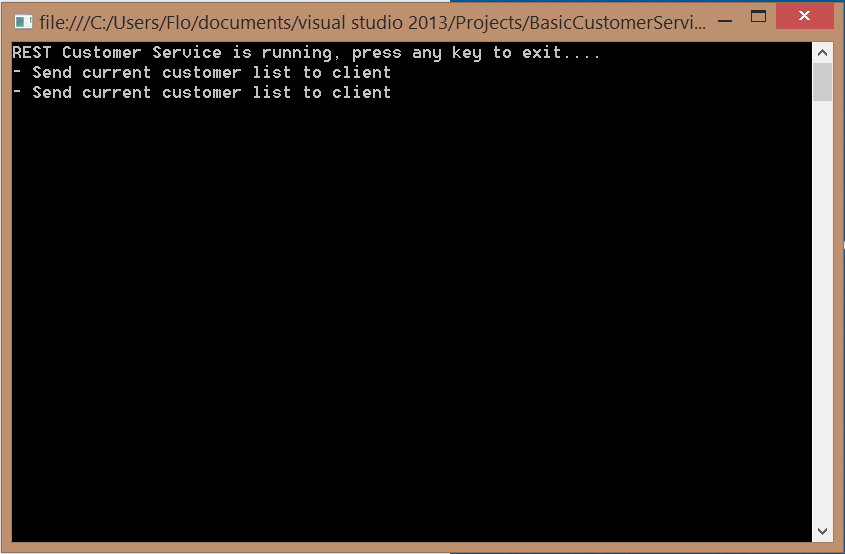 file:///C:/Users/Flo/documents/visual studio 2013/Projects/BasicCustomerServi...
REST Customer Service is running, press any key to exit....
- Send current customer list to client
- Send current customer list to client